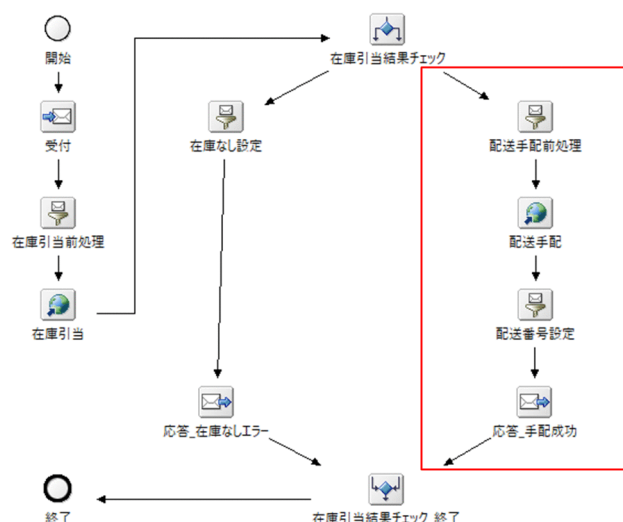 開始
受付
在庫引当前処理
在庫引当
在庫引当結果チェック
在庫なし設定
応答_在庫なしエラー
配送手配前処理
配送手配
配送番号設定
応答_手配成功
在庫引当結果チェック_終了
終了